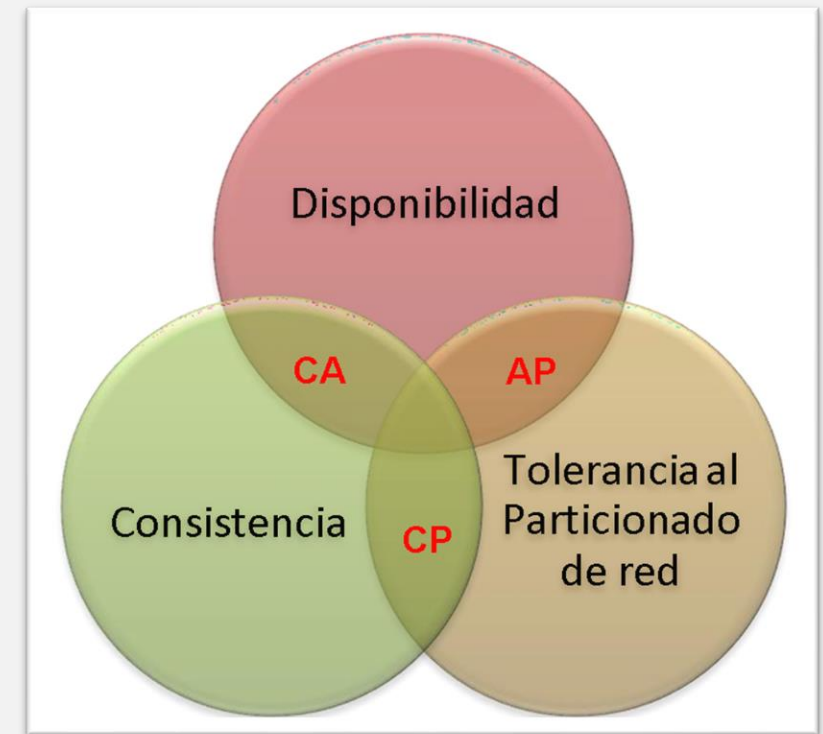 Disponibilidad
CA
AP
Consistencia
CP
Tolerancia al
Particionado
de red